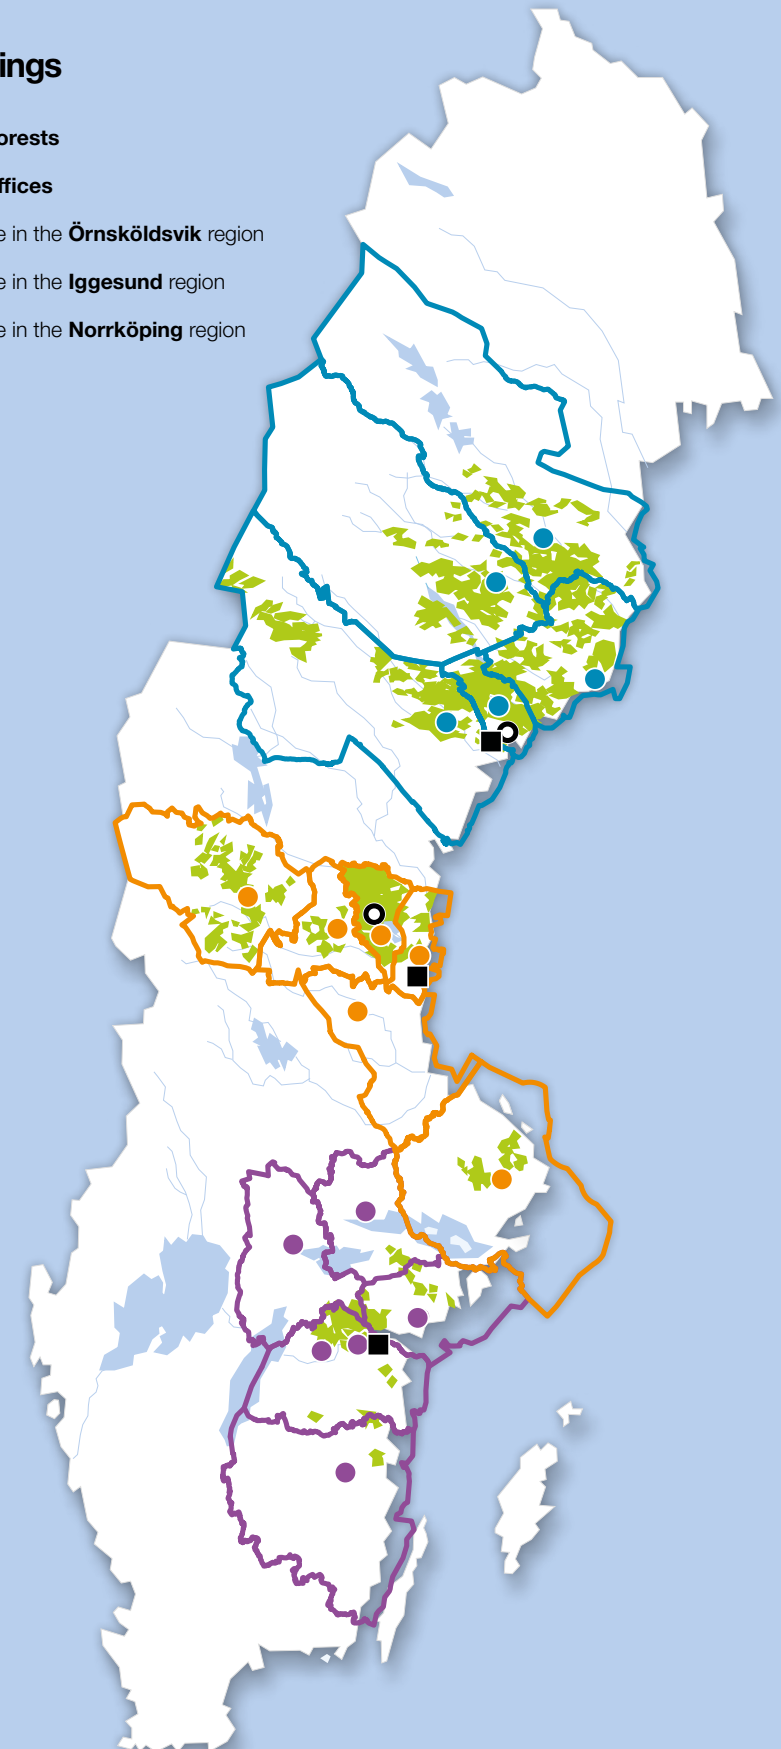 ings
orests
ffices
e in the Örnsköldsvik region
e in the Iggesund region
e in the Norrköping region